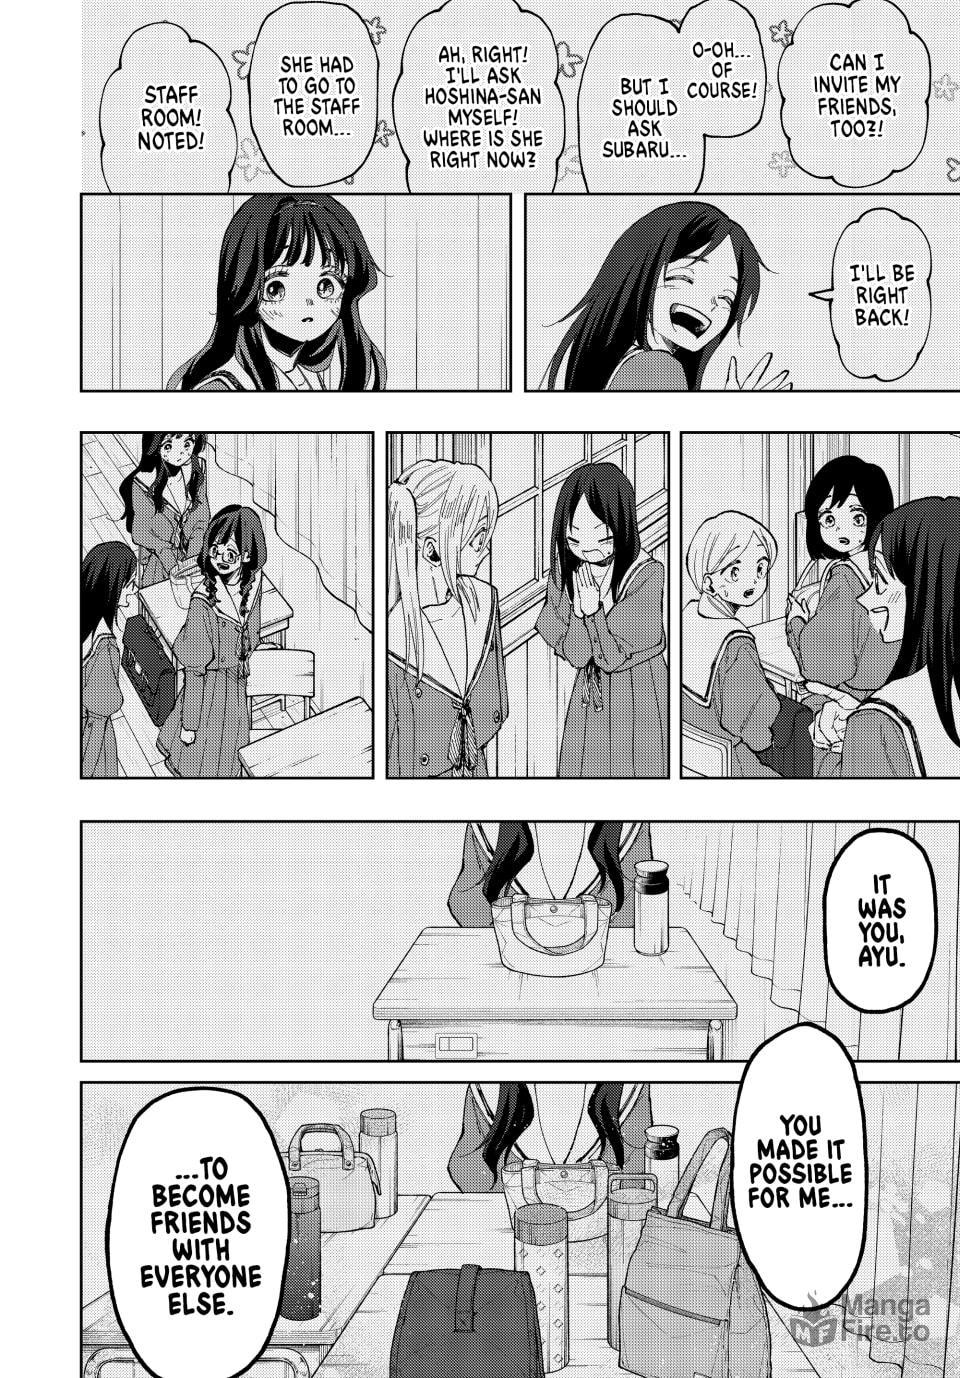 CAN I
INVITE MY
FRIENDS,
TOO?!
O-OH...
OF
COURSE!
BUT I
SHOULD
ASK
SUBARU...
AH, RIGHT!
I'LL ASK
HOSHINA-SAN
MYSELF!
WHERE IS SHE
RIGHT NOW?
SHE HAD
TO GO TO
THE STAFF
ROOM...
STAFF
ROOM!
NOTED!
I'LL BE
RIGHT
BACK!
IT
WAS
YOU,
AYU.
YOU
MADE IT
POSSIBLE
FOR ME...
...TO
BECOME
FRIENDS
WITH
EVERYONE
ELSE.
MF
Manga
Fire.to